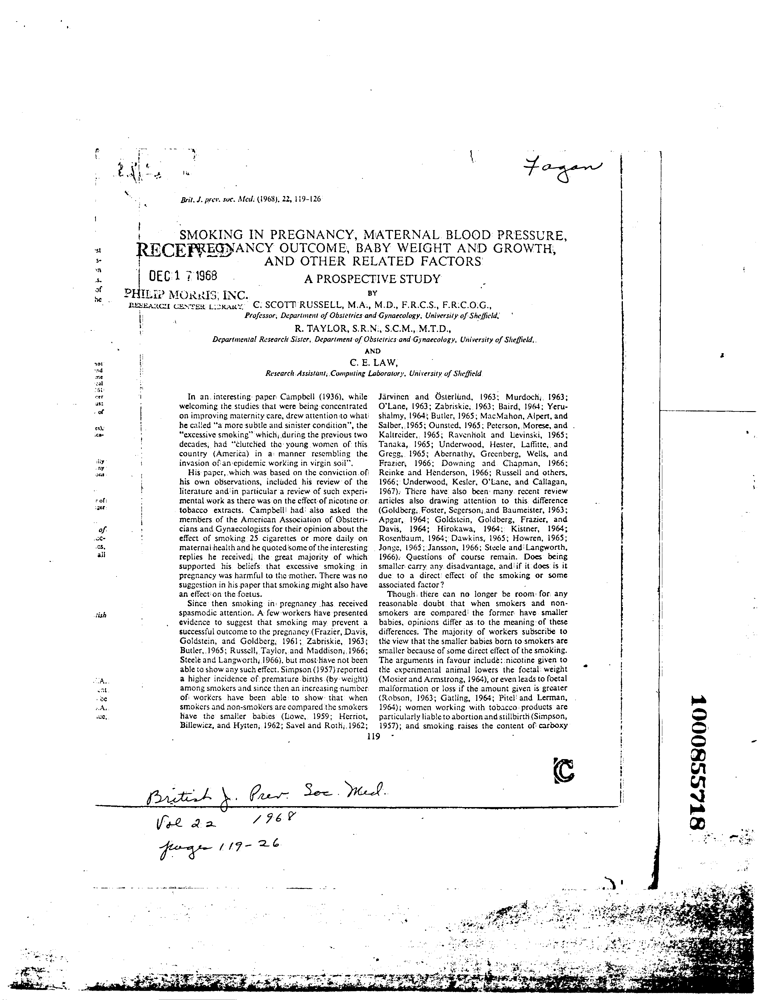 Fagan
Brit. J. prev. soc. Med. (1968), 22, 119-126
SMOKING IN PREGNANCY, MATERNAL BLOOD PRESSURE,
PREGNANCY OUTCOME, BABY WEIGHT AND GROWTH,
AND OTHER RELATED FACTORS
A PROSPECTIVE STUDY
RECEIVED
DEC 17 1968
PHILIP MORRIS, INC.
RESEARCH CENTER LIBRARY
BY
C. SCOTT RUSSELL, M.A., M.D., F.R.C.S., F.R.C.O.G.,
Professor, Department of Obstetrics and Gynaecology, University of Sheffield,
R. TAYLOR, S.R.N., S.C.M., M.T.D.,
Departmental Research Sister, Department of Obstetrics and Gynaecology, University of Sheffield,
AND
C. E. LAW,
Research Assistant, Computing Laboratory, University of Sheffield
In an interesting paper Campbell (1936), while
welcoming the studies that were being concentrated
on improving maternity care, drew attention to what
he called "a more subtle and sinister condition", the
"excessive smoking" which, during the previous two
decades, had "clutched the young women of this
country (America) in a manner resembling the
invasion of an epidemic working in virgin soil".
His paper, which was based on the conviction of
his own observations, included his review of the
literature and in particular a review of such experi-
mental work as there was on the effect of nicotine or
tobacco extracts. Campbell had also asked the
members of the American Association of Obstetri-
cians and Gynaecologists for their opinion about the
effect of smoking 25 cigarettes or more daily on
maternal health and he quoted some of the interesting
replies he received, the great majority of which
supported his beliefs that excessive smoking in
pregnancy was harmful to the mother. There was no
suggestion in his paper that smoking might also have
an effect on the foetus.
Since then smoking in pregnancy has received
spasmodic attention. A few workers have presented
evidence to suggest that smoking may prevent a
successful outcome to the pregnancy (Frazier, Davis,
Goldstein, and Goldberg, 1961; Zabriskie, 1963;
Butler, 1965; Russell, Taylor, and Maddison, 1966;
Steele and Langworth, 1966), but most have not been
able to show any such effect. Simpson (1957) reported
a higher incidence of premature births (by weight)
among smokers and since then an increasing number
of workers have been able to show that when
smokers and non-smokers are compared the smokers
have the smaller babies (Lowe, 1959; Herriot,
Billewicz, and Hytten, 1962; Savel and Roth, 1962;
Järvinen and Österlund, 1963; Murdoch, 1963;
O'Lane, 1963; Zabriskie, 1963; Baird, 1964; Yeru-
shalmy, 1964; Butler, 1965; MacMahon, Alpert, and
Salber, 1965; Ounsted, 1965; Peterson, Morese, and
Kaltreider, 1965; Ravenholt and Levinski, 1965;
Tanaka, 1965; Underwood, Hester, Laffitte, and
Gregg, 1965; Abernathy, Greenberg, Wells, and
Frazier, 1966; Downing and Chapman, 1966;
Reinke and Henderson, 1966; Russell and others,
1966; Underwood, Kesler, O'Lane, and Callagan,
1967). There have also been many recent review
articles also drawing attention to this difference
(Goldberg, Foster, Segerson, and Baumeister, 1963;
Apgar, 1964; Goldstein, Goldberg, Frazier, and
Davis, 1964; Hirokawa, 1964; Kistner, 1964;
Rosenbaum, 1964; Dawkins, 1965; Howren, 1965;
Jonge, 1965; Jansson, 1966; Steele and Langworth,
1966). Questions of course remain. Does being
smaller carry any disadvantage, and if it does is it
due to a direct effect of the smoking or some
associated factor?
Though there can no longer be room for any
reasonable doubt that when smokers and non-
smokers are compared the former have smaller
babies, opinions differ as to the meaning of these
differences. The majority of workers subscribe to
the view that the smaller babies born to smokers are
smaller because of some direct effect of the smoking.
The arguments in favour include: nicotine given to
the experimental animal lowers the foetal weight
(Mosier and Armstrong, 1964), or even leads to foetal
malformation or loss if the amount given is greater
(Robson, 1963; Gatling, 1964; Pitel and Lerman,
1964); women working with tobacco products are
particularly liable to abortion and stillbirth (Simpson,
1957); and smoking raises the content of carboxy
119
C
British J. Prev. Soc. Med.
Vol 22 1968
pages 119-26
1000855718